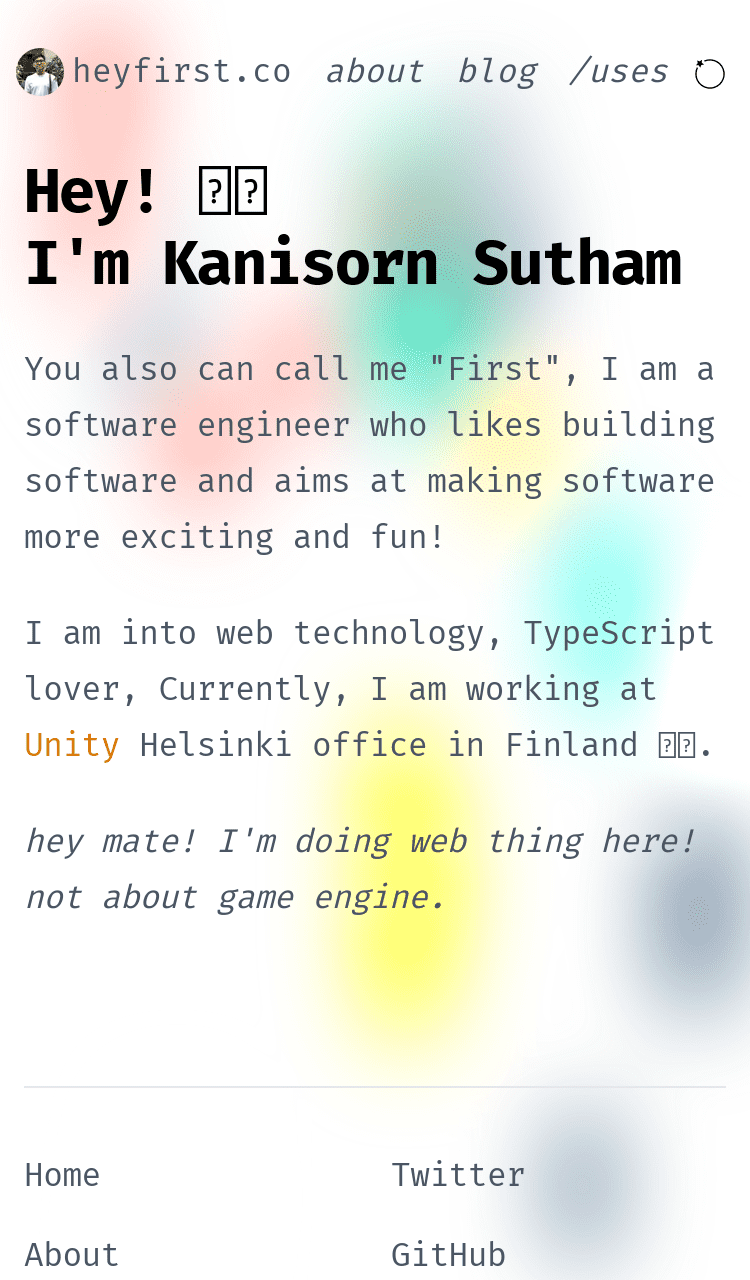 heyfirst.co about blog /uses
Hey!
I'm Kanisorn Sutham
You also can call me "First", I am a
software engineer who likes building
software and aims at making software
more exciting and fun!
I am into web technology, TypeScript
lover, Currently, I am working at
Unity Helsinki office in Finland .
hey mate! I'm doing web thing here!
not about game engine.
Home Twitter
About GitHub